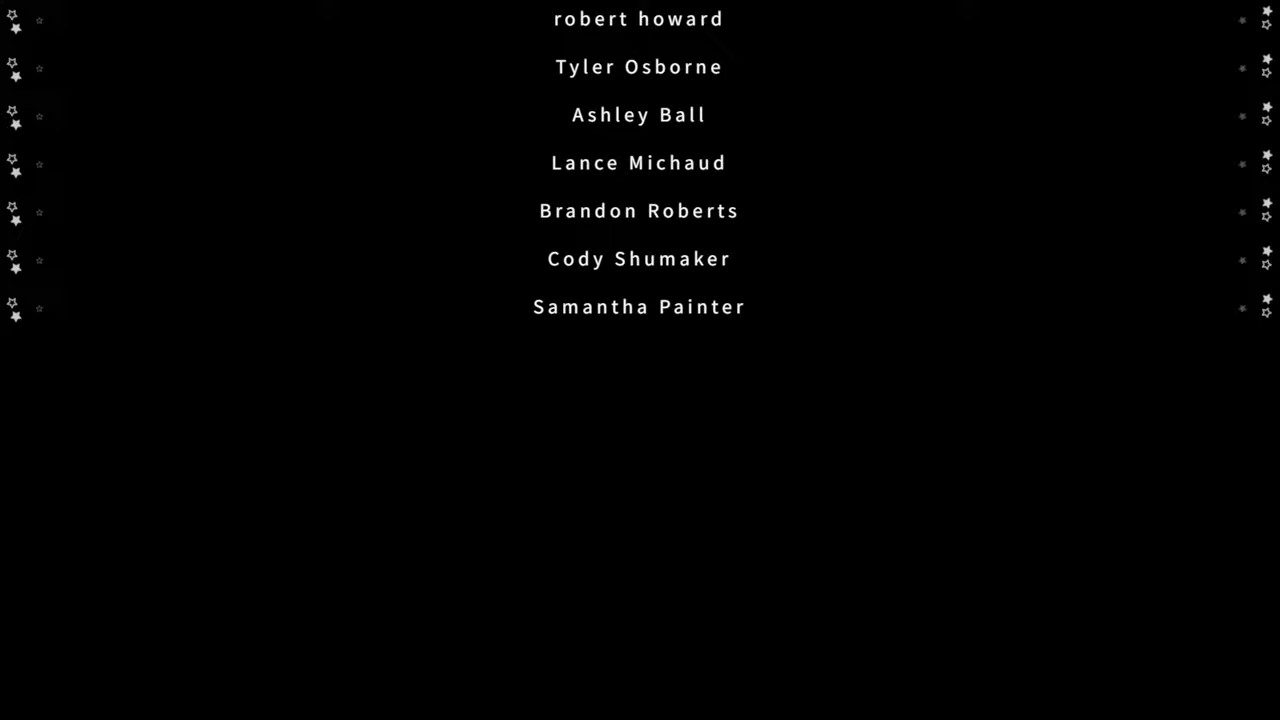 robert howard
Tyler Osborne
Ashley Ball
Lance Michaud
Brandon Roberts
Cody Shumaker
Samantha Painter